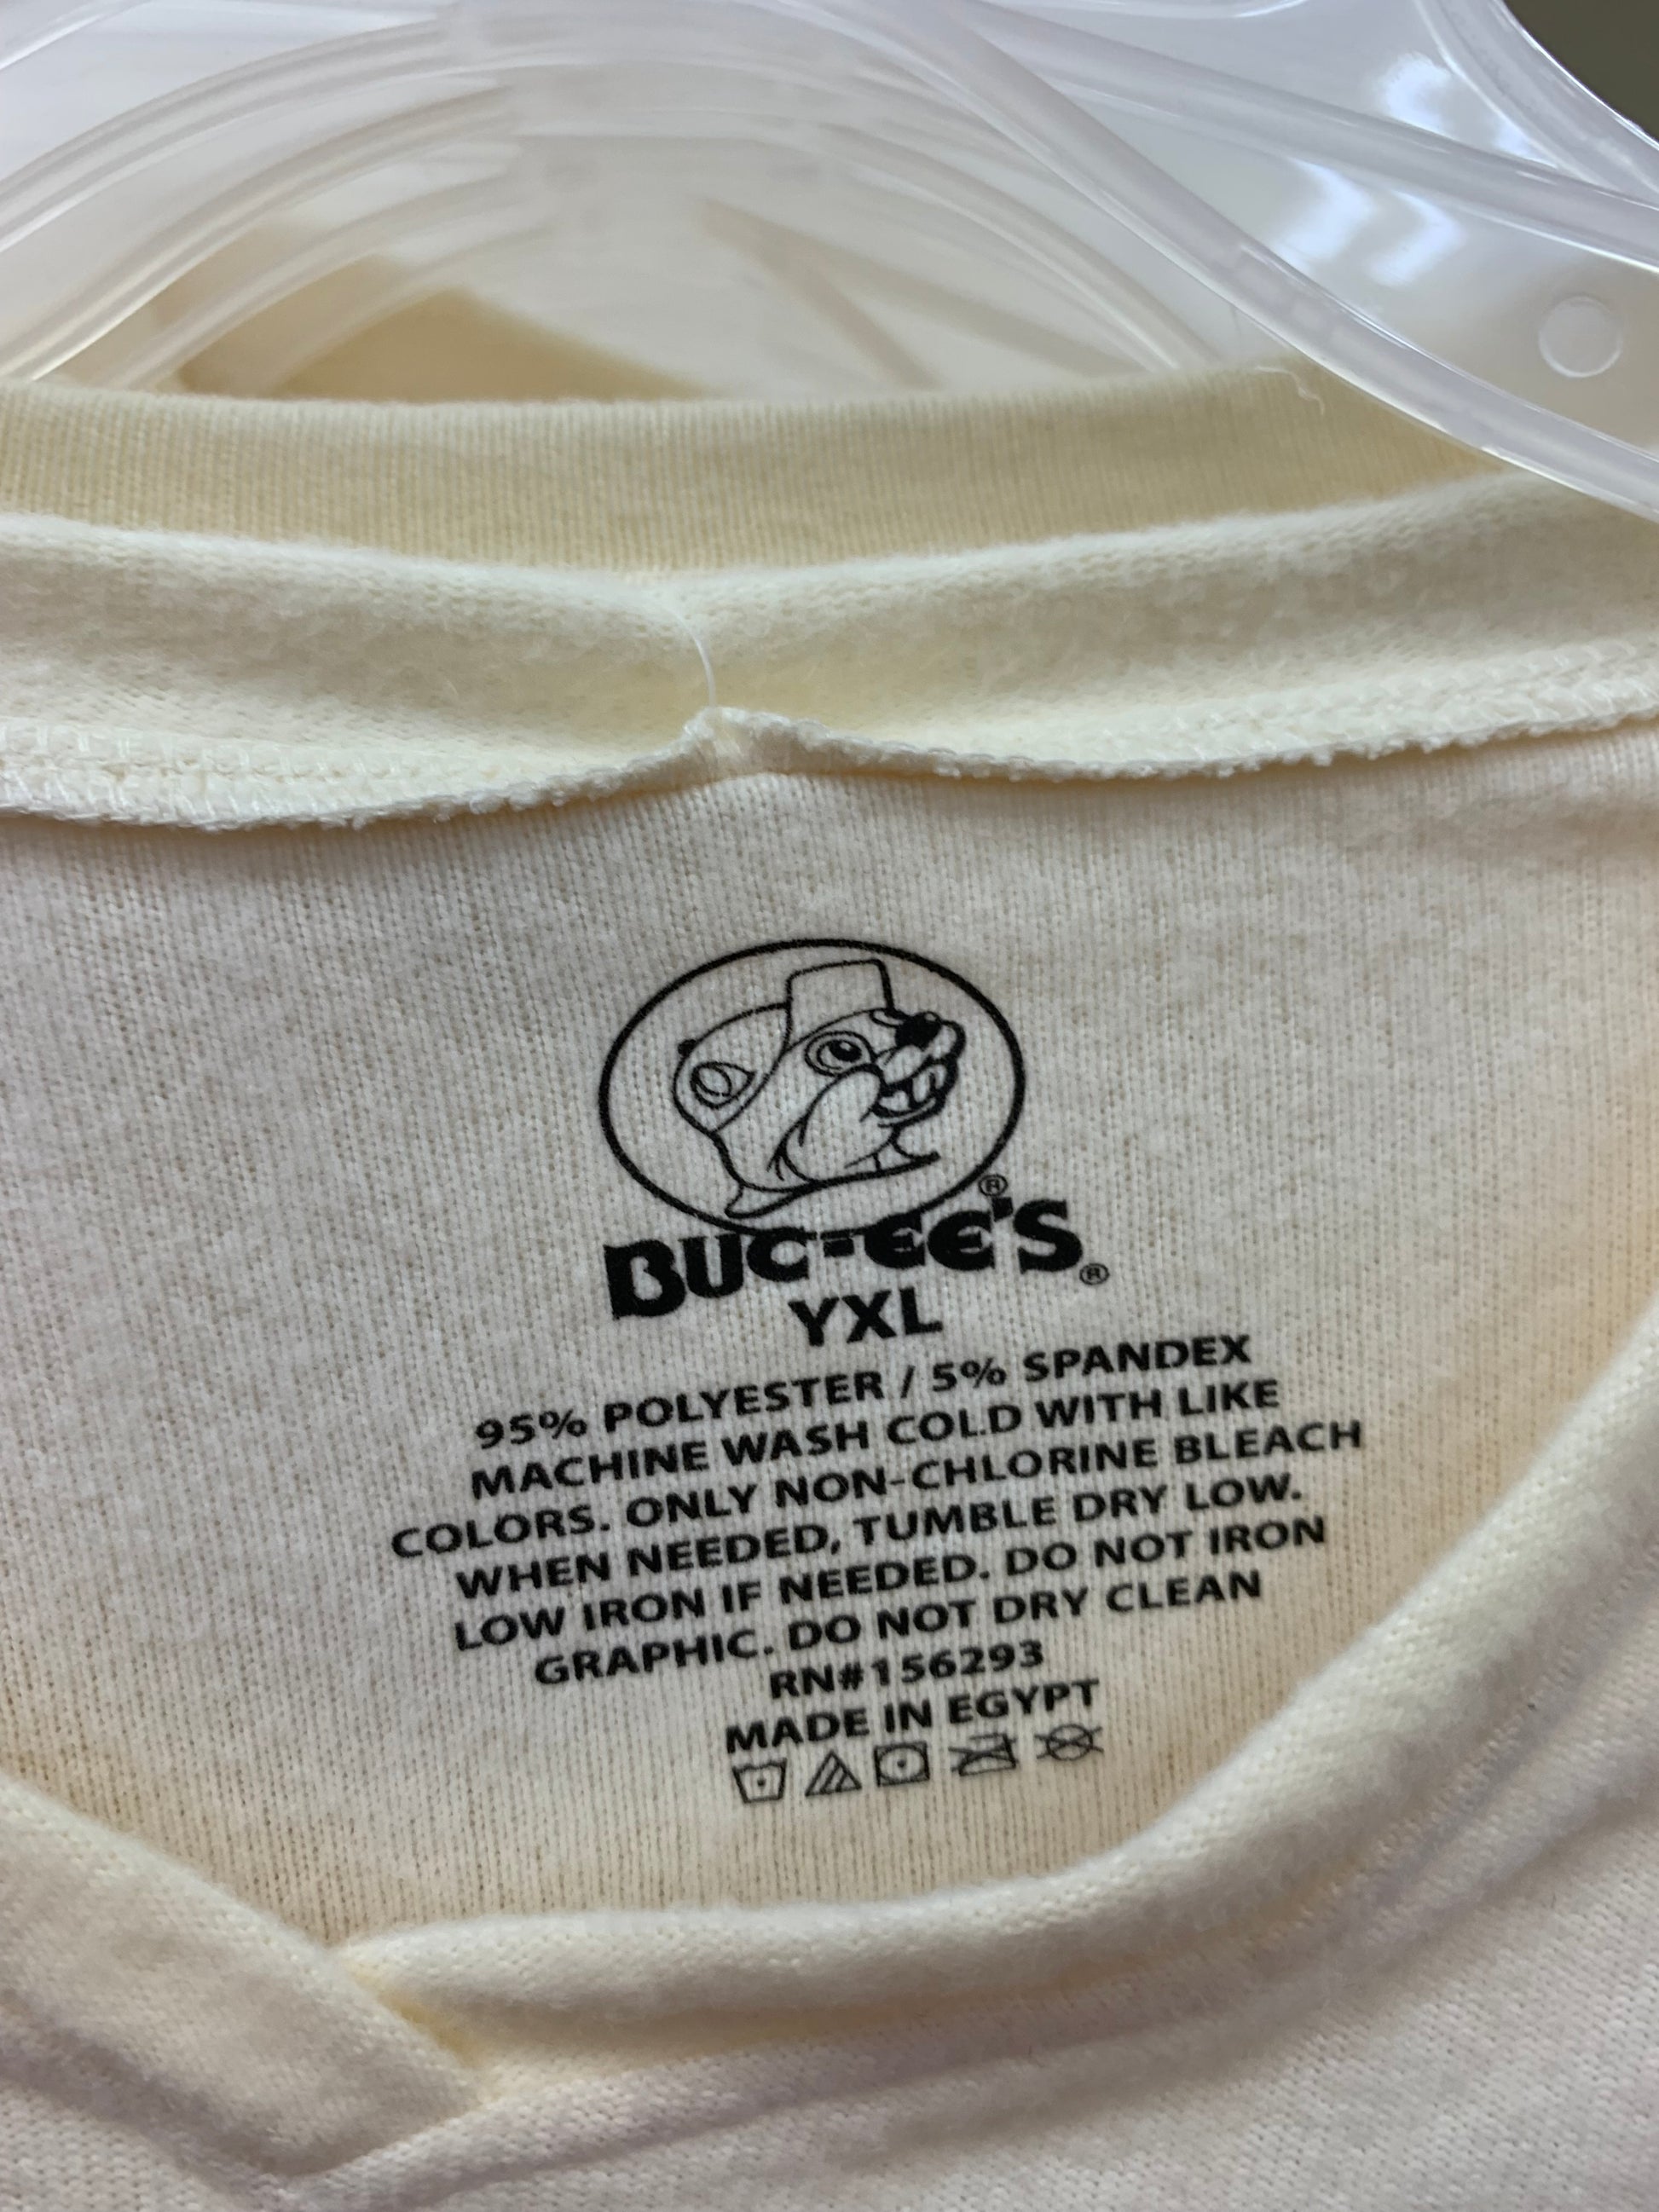 ®
BUC-EE'S®
YXL
95% POLYESTER / 5% SPANDEX
MACHINE WASH COLD WITH LIKE
COLORS. ONLY NON-CHLORINE BLEACH
WHEN NEEDED, TUMBLE DRY LOW.
LOW IRON IF NEEDED. DO NOT IRON
GRAPHIC. DO NOT DRY CLEAN
RN#156293
MADE IN EGYPT